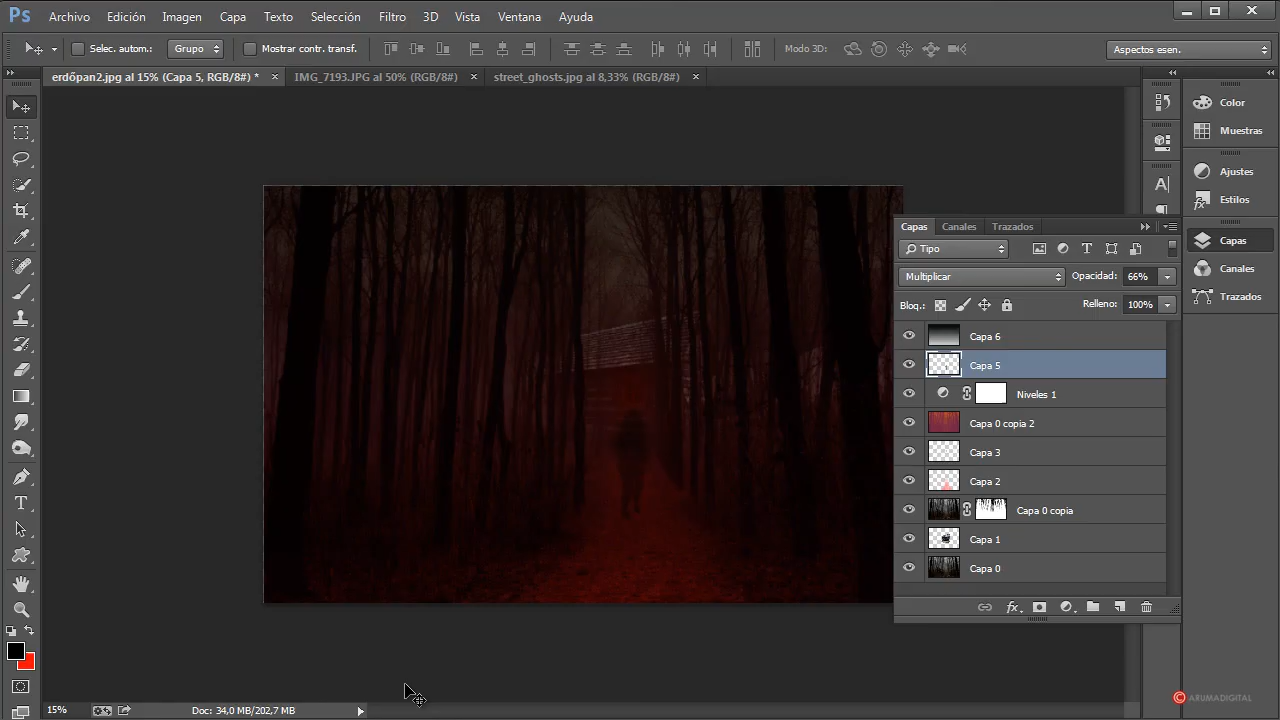 Ps Archivo Edición Imagen Capa Texto Selección Filtro 3D Vista Ventana Ayuda
Selec. autom.: Grupo Mostrar contr. transf. Modo 3D: Aspectos esen.
erdőpan2.jpg al 15% (Capa 5, RGB/8#) * IMG_7193.JPG al 50% (RGB/8#) street_ghosts.jpg al 8,33% (RGB/8#)
Color
Muestras
Ajustes
Estilos
Capas
Canales
Trazados
Capas Canales Trazados
Tipo
Multiplicar Opacidad: 66%
Bloq.: Relleno: 100%
Capa 6
Capa 5
Niveles 1
Capa 0 copia 2
Capa 3
Capa 2
Capa 0 copia
Capa 1
Capa 0
fx
15% Doc: 34,0 MB/202,7 MB
© ARUMADIGITAL